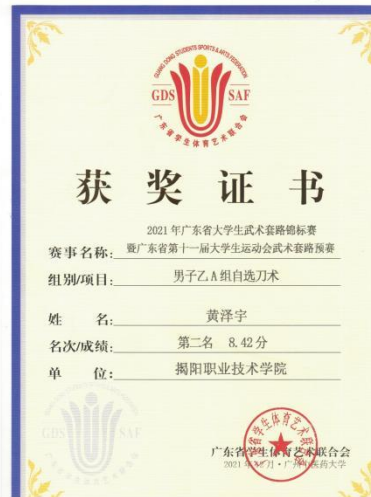 GUANG DONG STUDENTS SPORTS & ARTS FEDERATION
GDS SAF
广东省学生体育艺术联合会
获奖证书
2021年广东省大学生武术套路锦标赛
赛事名称: 暨广东省第十一届大学生运动会武术套路预赛
组别/项目: 男子乙A组自选刀术
姓名: 黄泽宇
名次/成绩: 第二名 8.42分
单位: 揭阳职业技术学院
GDS SAF
广东省学生体育艺术联合会